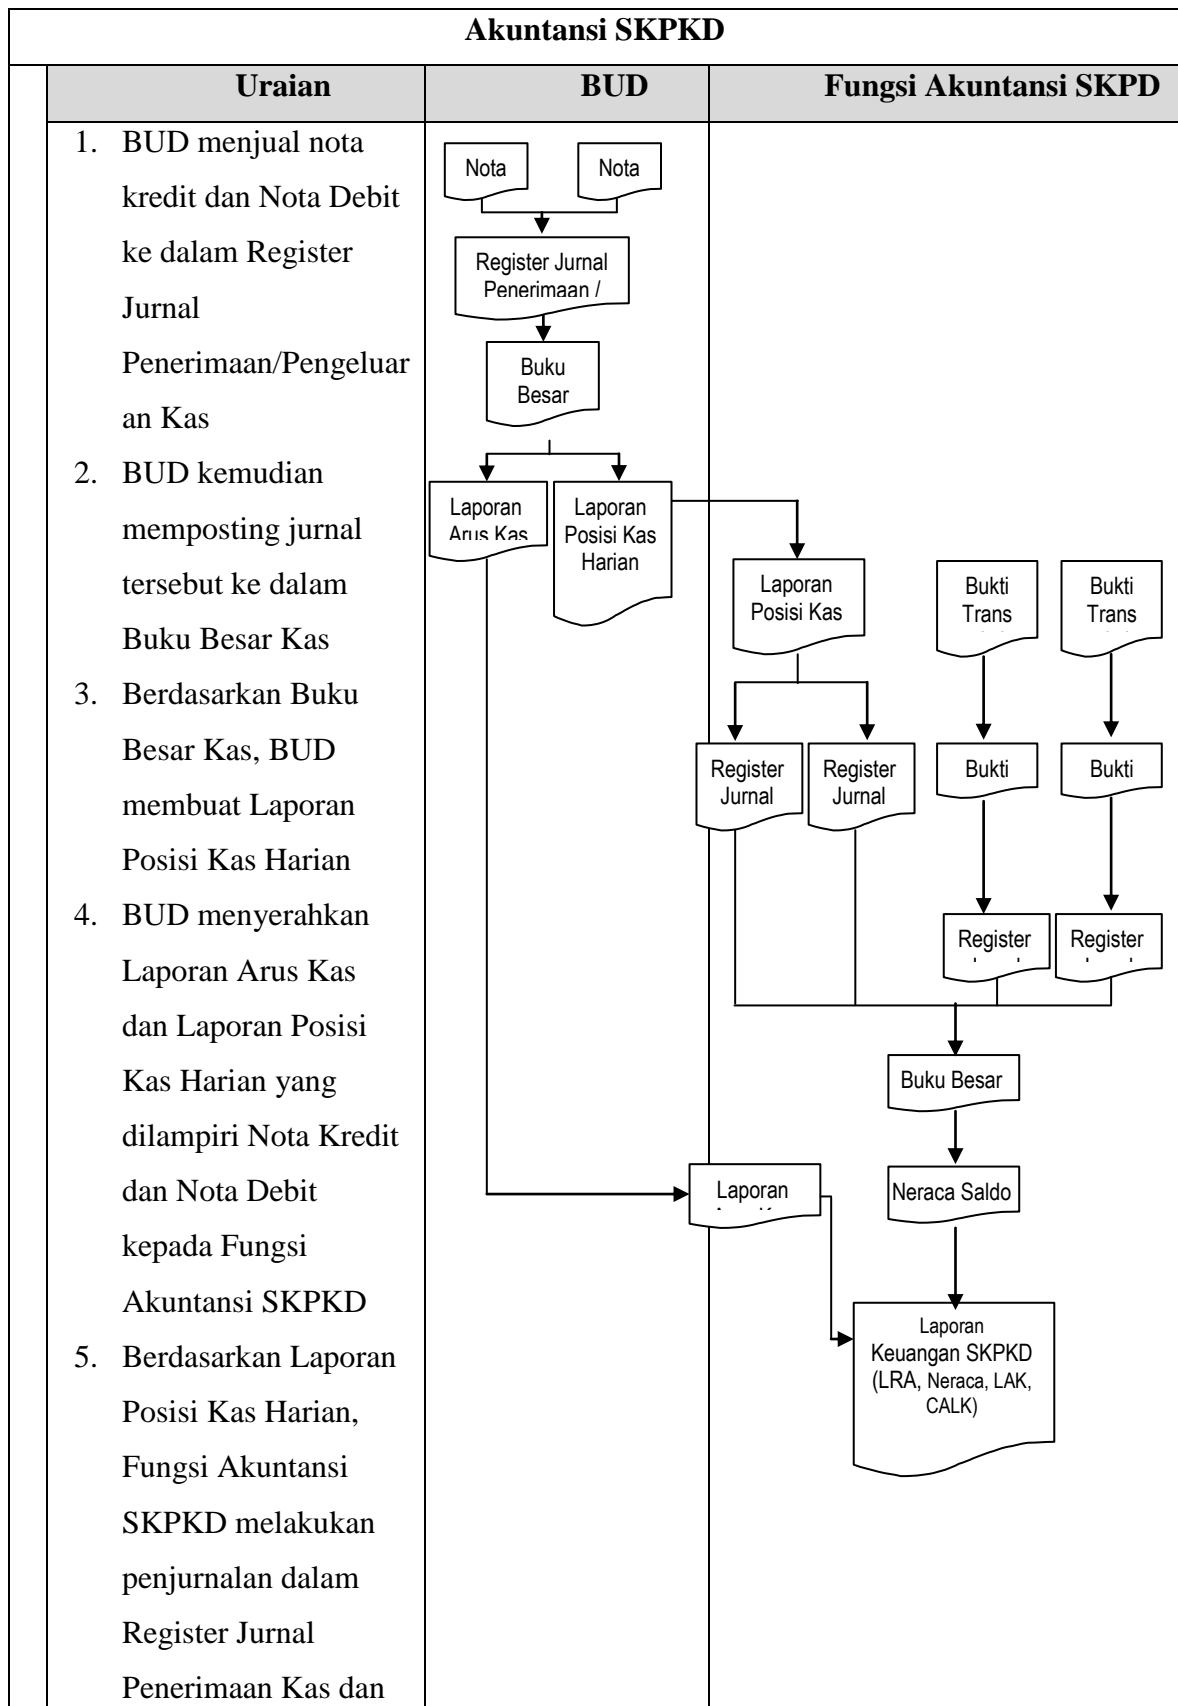 Akuntansi SKPKD
Uraian
BUD
Fungsi Akuntansi SKPD
1. BUD menjual nota
kredit dan Nota Debit
ke dalam Register
Jurnal
Penerimaan/Pengeluar
an Kas
2. BUD kemudian
memposting jurnal
tersebut ke dalam
Buku Besar Kas
3. Berdasarkan Buku
Besar Kas, BUD
membuat Laporan
Posisi Kas Harian
4. BUD menyerahkan
Laporan Arus Kas
dan Laporan Posisi
Kas Harian yang
dilampiri Nota Kredit
dan Nota Debit
kepada Fungsi
Akuntansi SKPKD
5. Berdasarkan Laporan
Posisi Kas Harian,
Fungsi Akuntansi
SKPKD melakukan
penjurnalan dalam
Register Jurnal
Penerimaan Kas dan
Nota
Nota
Register Jurnal
Penerimaan /
Buku
Besar
Laporan
Arus Kas
Laporan
Posisi Kas
Harian
Laporan
Posisi Kas
Bukti
Trans
Bukti
Trans
Register
Jurnal
Register
Jurnal
Bukti
Bukti
Register
Register
Buku Besar
Laporan
Neraca Saldo
Laporan
Keuangan SKPKD
(LRA, Neraca, LAK,
CALK)